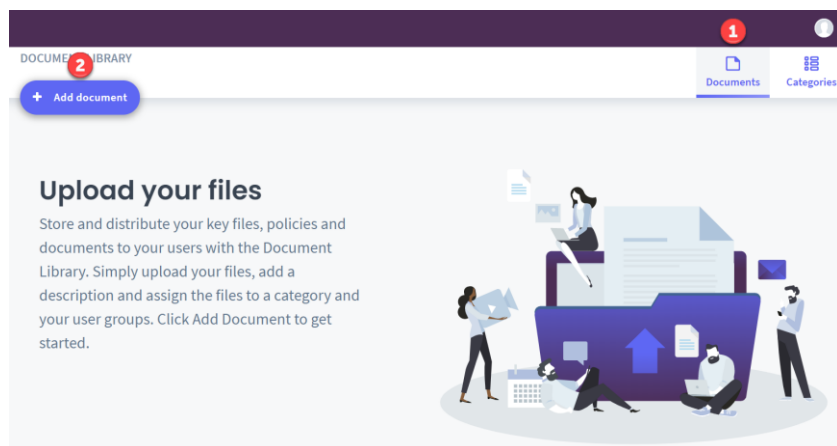 1
DOCUMENT LIBRARY
2
Documents
Categories
+ Add document
Upload your files
Store and distribute your key files, policies and
documents to your users with the Document
Library. Simply upload your files, add a
description and assign the files to a category and
your user groups. Click Add Document to get
started.